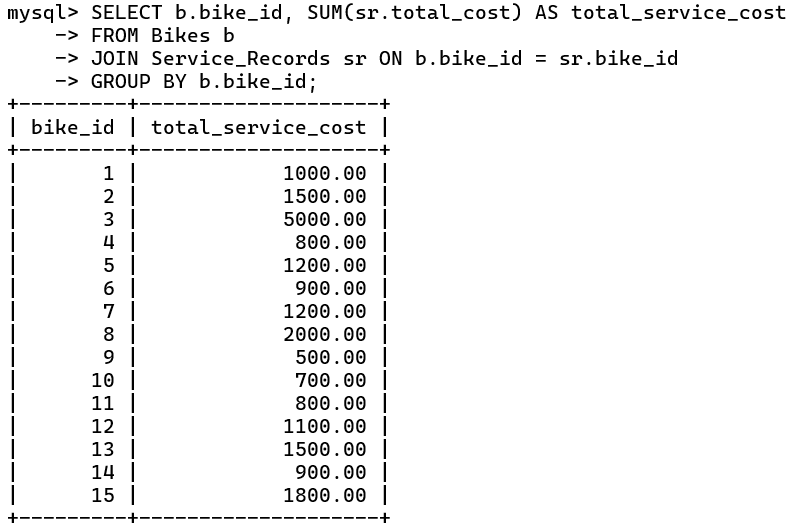 mysql> SELECT b.bike_id, SUM(sr.total_cost) AS total_service_cost
    -> FROM Bikes b
    -> JOIN Service_Records sr ON b.bike_id = sr.bike_id
    -> GROUP BY b.bike_id;
+---------+--------------------+
| bike_id | total_service_cost |
+---------+--------------------+
|       1 |            1000.00 |
|       2 |            1500.00 |
|       3 |            5000.00 |
|       4 |             800.00 |
|       5 |            1200.00 |
|       6 |             900.00 |
|       7 |            1200.00 |
|       8 |            2000.00 |
|       9 |             500.00 |
|      10 |             700.00 |
|      11 |             800.00 |
|      12 |            1100.00 |
|      13 |            1500.00 |
|      14 |             900.00 |
|      15 |            1800.00 |
+---------+--------------------+